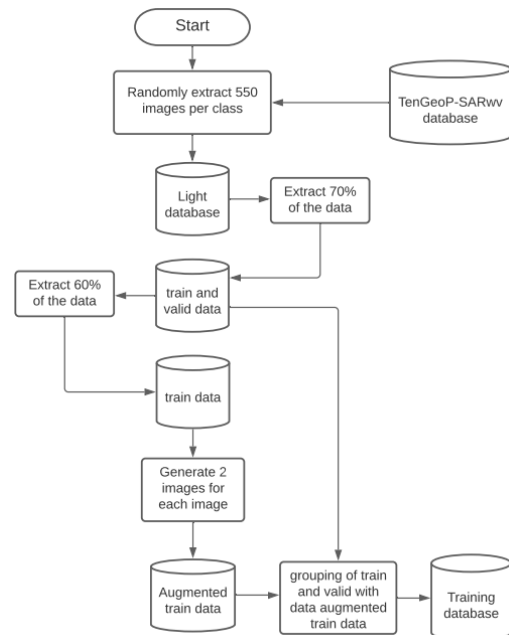 Start
Randomly extract 550
images per class
TenGeoP-SARwv
database
Light
database
Extract 70%
of the data
Extract 60%
of the data
train and
valid data
train data
Generate 2
images for
each image
Augmented
train data
grouping of train
and valid with
data augmented
train data
Training
database